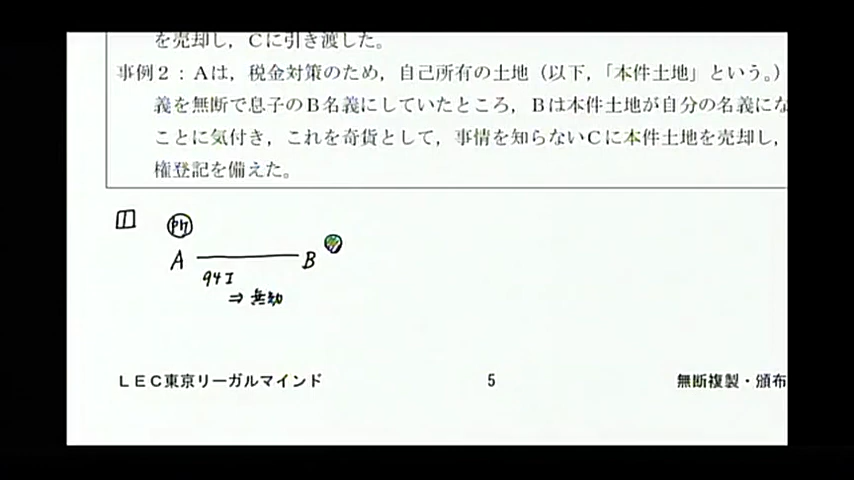 を売却し，Ｃに引き渡した。
事例２：Ａは，税金対策のため，自己所有の土地（以下，「本件土地」という。）
義を無断で息子のＢ名義にしていたところ，Ｂは本件土地が自分の名義にな
ことに気付き，これを奇貨として，事情を知らないＣに本件土地を売却し，
権登記を備えた。
1
A B
94I
⇒ 無効
ＬＥＣ東京リーガルマインド 5 無断複製・頒布